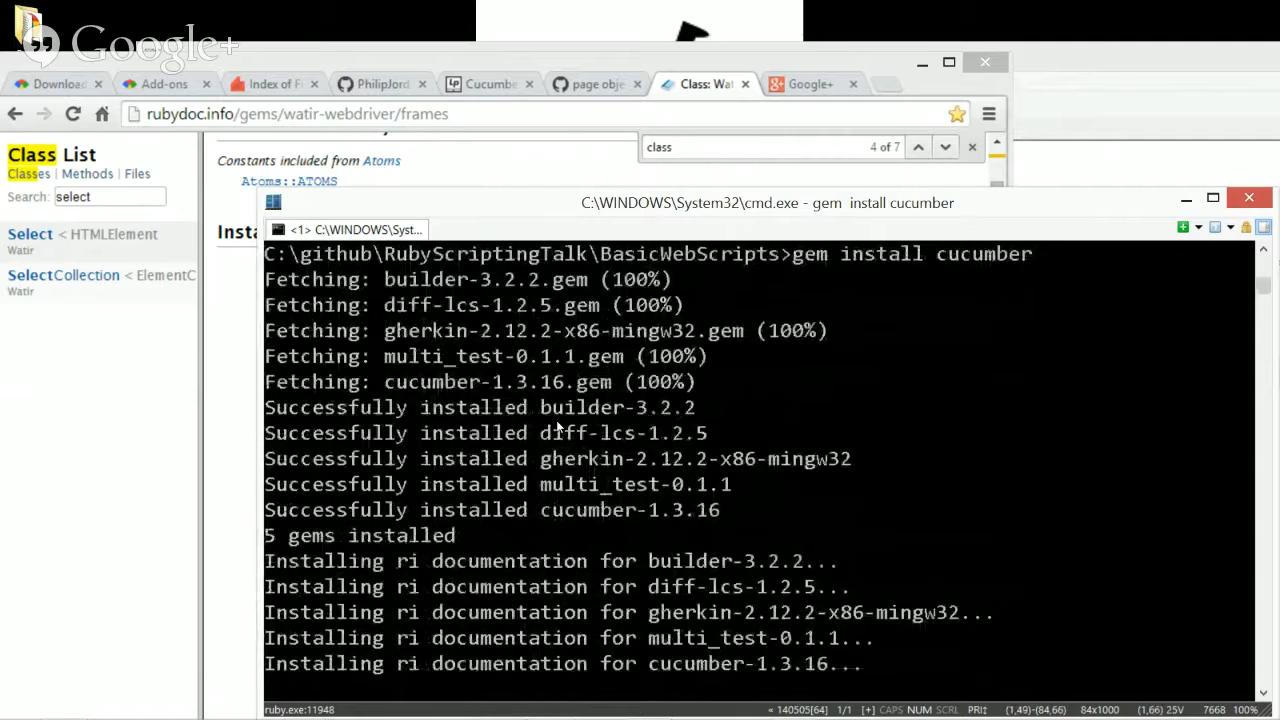 Google+
Download
Add-ons
Index of F
PhilipJord
Cucumbe
page obje
Class: Wat
Google+
rubydoc.info/gems/watir-webdriver/frames
Class List
Classes | Methods | Files
Search: select
Select < HTMLElement
Watir
SelectCollection < ElementC
Watir
Constants included from Atoms
Atoms::ATOMS
class 4 of 7
Insta
C:\WINDOWS\System32\cmd.exe - gem install cucumber
<1> C:\WINDOWS\Syst...
C:\github\RubyScriptingTalk\BasicWebScripts>gem install cucumber
Fetching: builder-3.2.2.gem (100%)
Fetching: diff-lcs-1.2.5.gem (100%)
Fetching: gherkin-2.12.2-x86-mingw32.gem (100%)
Fetching: multi_test-0.1.1.gem (100%)
Fetching: cucumber-1.3.16.gem (100%)
Successfully installed builder-3.2.2
Successfully installed diff-lcs-1.2.5
Successfully installed gherkin-2.12.2-x86-mingw32
Successfully installed multi_test-0.1.1
Successfully installed cucumber-1.3.16
5 gems installed
Installing ri documentation for builder-3.2.2...
Installing ri documentation for diff-lcs-1.2.5...
Installing ri documentation for gherkin-2.12.2-x86-mingw32...
Installing ri documentation for multi_test-0.1.1...
Installing ri documentation for cucumber-1.3.16...
ruby.exe:11948 « 140505[64] 1/1 [+] CAPS NUM SCRL PRI↕ (1,49)-(84,66) 84x1000 (1,66) 25V 7668 100%